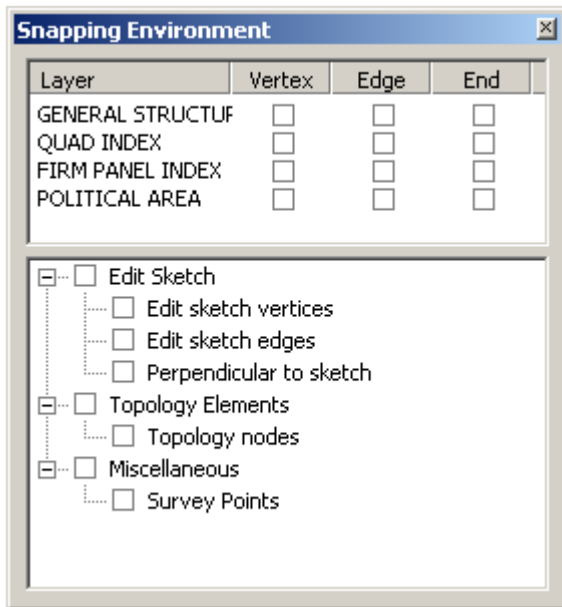 Snapping Environment
Layer Vertex Edge End
GENERAL STRUCTUR
QUAD INDEX
FIRM PANEL INDEX
POLITICAL AREA
Edit Sketch
Edit sketch vertices
Edit sketch edges
Perpendicular to sketch
Topology Elements
Topology nodes
Miscellaneous
Survey Points